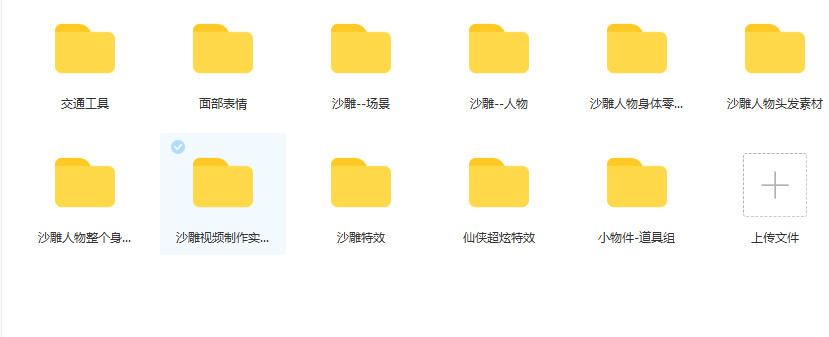 交通工具
面部表情
沙雕--场景
沙雕--人物
沙雕人物身体零...
沙雕人物头发素材
沙雕人物整个身...
沙雕视频制作实...
沙雕特效
仙侠超炫特效
小物件-道具组
上传文件